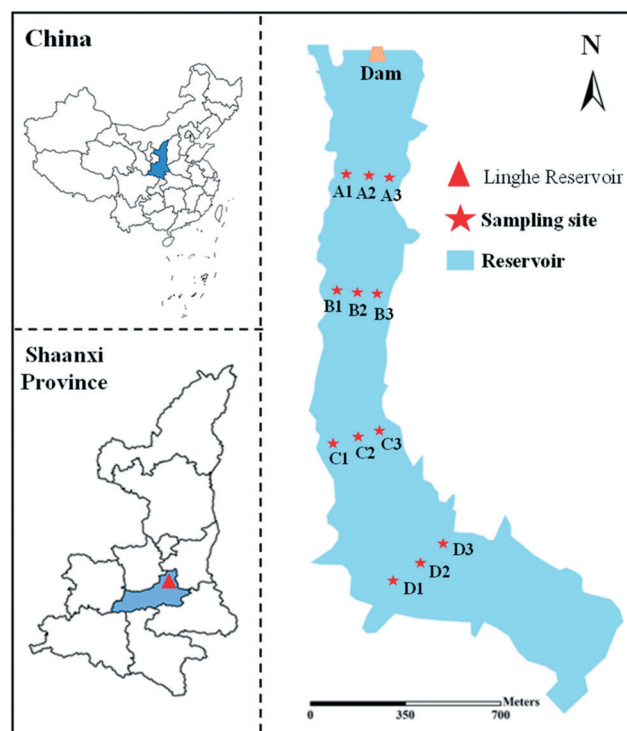 China
Shaanxi
Province
Dam
N
A1 A2 A3
B1 B2 B3
C1 C2 C3
D3
D2
D1
Linghe Reservoir
Sampling site
Reservoir
Meters
0 350 700